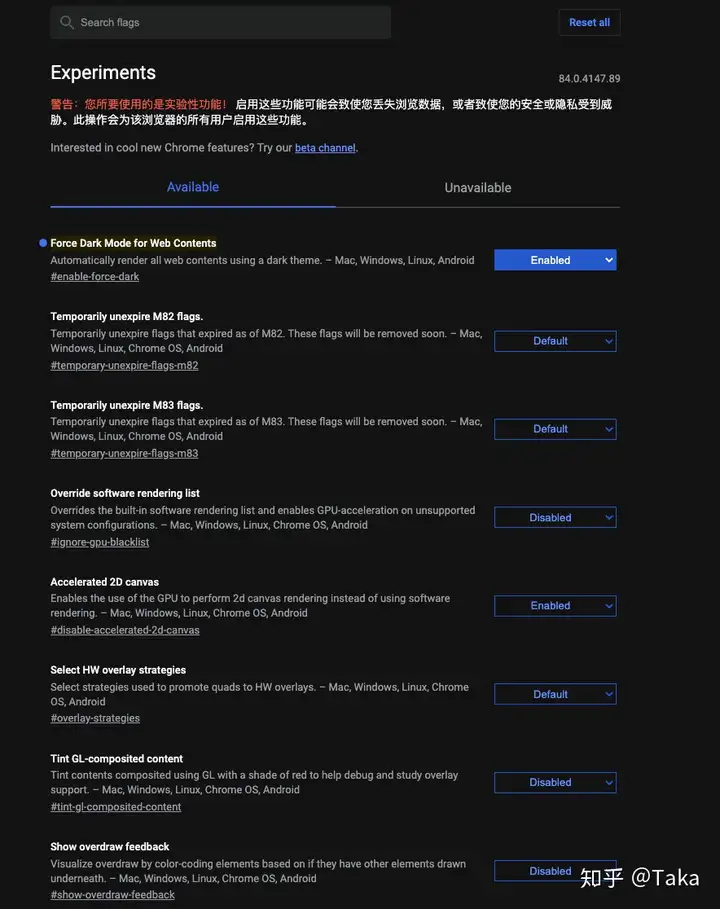 Search flags
Reset all
Experiments
84.0.4147.89
警告：您所要使用的是实验性功能！ 启用这些功能可能会致使您丢失浏览数据，或者致使您的安全或隐私受到威
胁。此操作会为该浏览器的所有用户启用这些功能。
Interested in cool new Chrome features? Try our beta channel.
Available
Unavailable
Force Dark Mode for Web Contents
Automatically render all web contents using a dark theme. – Mac, Windows, Linux, Android
#enable-force-dark
Enabled
Temporarily unexpire M82 flags.
Temporarily unexpire flags that expired as of M82. These flags will be removed soon. – Mac,
Windows, Linux, Chrome OS, Android
#temporary-unexpire-flags-m82
Default
Temporarily unexpire M83 flags.
Temporarily unexpire flags that expired as of M83. These flags will be removed soon. – Mac,
Windows, Linux, Chrome OS, Android
#temporary-unexpire-flags-m83
Default
Override software rendering list
Overrides the built-in software rendering list and enables GPU-acceleration on unsupported
system configurations. – Mac, Windows, Linux, Chrome OS, Android
#ignore-gpu-blacklist
Disabled
Accelerated 2D canvas
Enables the use of the GPU to perform 2d canvas rendering instead of using software
rendering. – Mac, Windows, Linux, Chrome OS, Android
#disable-accelerated-2d-canvas
Enabled
Select HW overlay strategies
Select strategies used to promote quads to HW overlays. – Mac, Windows, Linux, Chrome
OS, Android
#overlay-strategies
Default
Tint GL-composited content
Tint contents composited using GL with a shade of red to help debug and study overlay
support. – Mac, Windows, Linux, Chrome OS, Android
#tint-gl-composited-content
Disabled
Show overdraw feedback
Visualize overdraw by color-coding elements based on if they have other elements drawn
underneath. – Mac, Windows, Linux, Chrome OS, Android
#show-overdraw-feedback
Disabled
知乎 @Taka